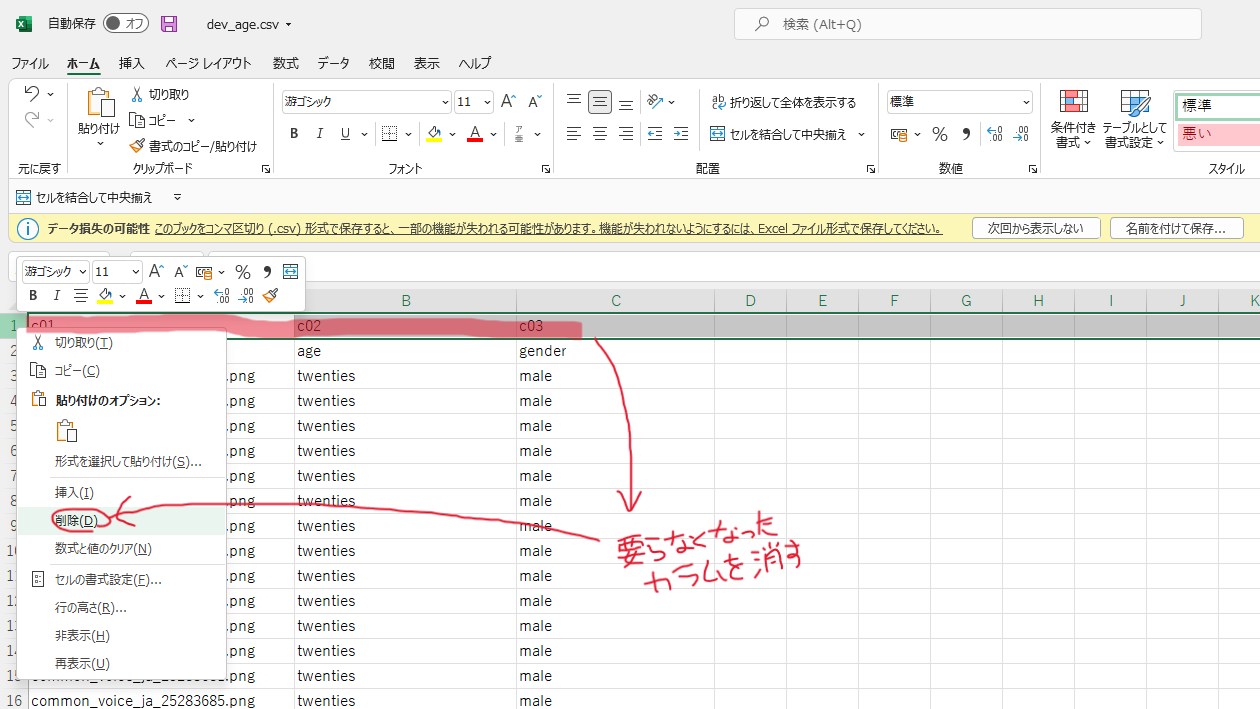 自動保存 オフ dev_age.csv 検索 (Alt+Q)
ファイル ホーム 挿入 ページ レイアウト 数式 データ 校閲 表示 ヘルプ
切り取り
コピー
書式のコピー/貼り付け
貼り付け
元に戻す クリップボード
游ゴシック 11 A A
B I U A ア亜
フォント
ab 折り返して全体を表示する
セルを結合して中央揃え
配置
標準
% 9 .00 .00
数値
条件付き書式 テーブルとして書式設定
標準
悪い
スタイル
セルを結合して中央揃え
データ損失の可能性 このブックをコンマ区切り (.csv) 形式で保存すると、一部の機能が失われる可能性があります。機能が失われないようにするには、Excel ファイル形式で保存してください。 次回から表示しない 名前を付けて保存...
游ゴシック 11 A A %
B I A
B C D E F G H I J K
1 c01 c02 c03
2 age gender
3 .png twenties male
4 .png twenties male
5 .png twenties male
6 .png twenties male
7 .png twenties male
8 .png twenties male
9 .png twenties male
10 .png twenties male
11 .png twenties male
12 .png twenties male
13 .png twenties male
14 .png twenties male
15 .png twenties male
16 common_voice_ja_25283685.png twenties male
切り取り(T)
コピー(C)
貼り付けのオプション:
形式を選択して貼り付け(S)...
挿入(I)
削除(D)
数式と値のクリア(N)
セルの書式設定(F)...
行の高さ(R)...
非表示(H)
再表示(U)
要らなくなった
カラムを消す